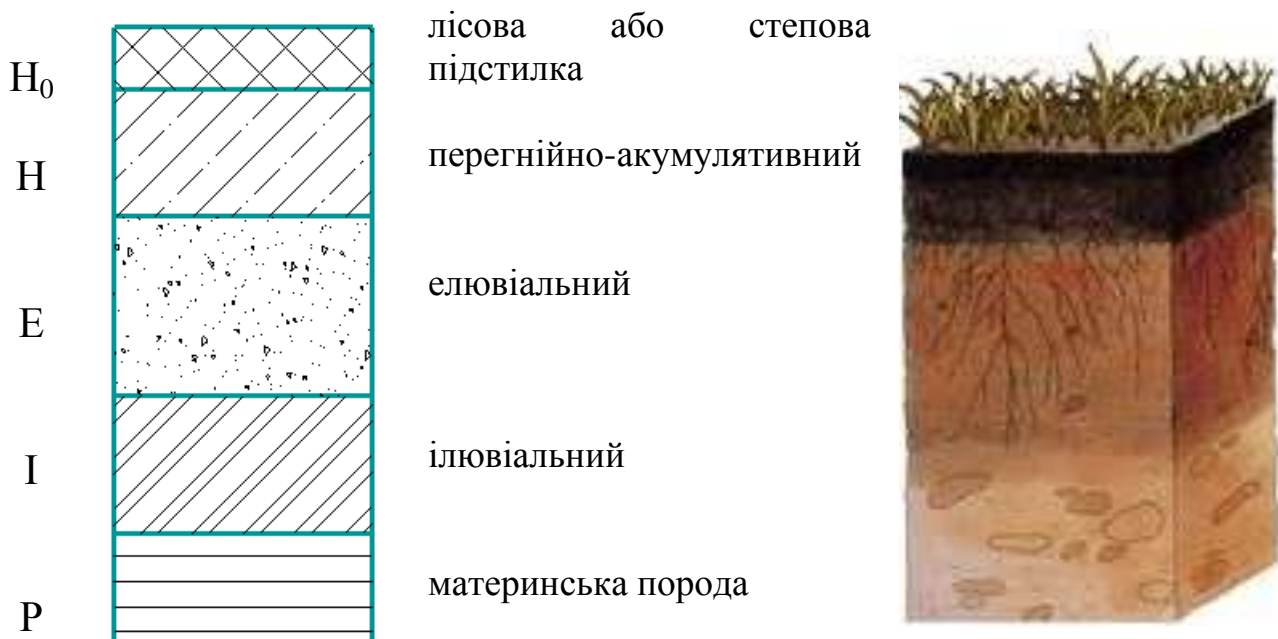 лісова або степова
підстилка
H₀
перегнійно-акумулятивний
H
елювіальний
E
ілювіальний
I
материнська порода
P